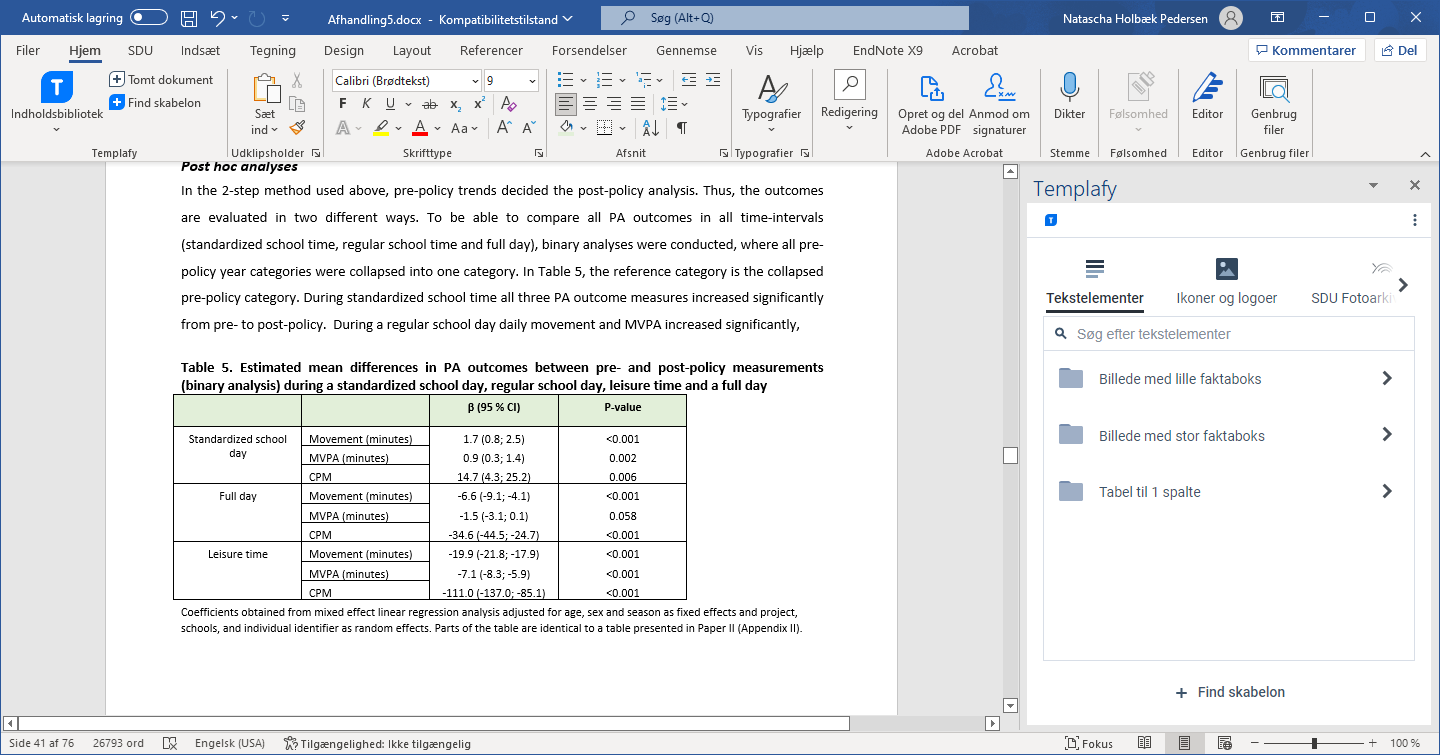 Automatisk lagring
Afhandling5.docx - Kompatibilitetstilstand
Søg (Alt+Q)
Natascha Holbæk Pedersen
Filer Hjem SDU Indsæt Tegning Design Layout Referencer Forsendelser Gennemse Vis Hjælp EndNote X9 Acrobat
Kommentarer
Del
Indholdsbibliotek
Tomt dokument
Find skabelon
Templafy
Sæt
ind
Udklipsholder
Calibri (Brødtekst) 9
F K U ab x₂ x² A
A A Aa A A
Skrifttype
Afsnit
Typografier
Typografier
Redigering
Opret og del
Adobe PDF
Anmod om
signaturer
Adobe Acrobat
Dikter
Stemme
Følsomhed
Følsomhed
Editor
Editor
Genbrug
filer
Genbrug filer
Post hoc analyses
In the 2-step method used above, pre-policy trends decided the post-policy analysis. Thus, the outcomes
are evaluated in two different ways. To be able to compare all PA outcomes in all time-intervals
(standardized school time, regular school time and full day), binary analyses were conducted, where all pre-
policy year categories were collapsed into one category. In Table 5, the reference category is the collapsed
pre-policy category. During standardized school time all three PA outcome measures increased significantly
from pre- to post-policy. During a regular school day daily movement and MVPA increased significantly,
Table 5. Estimated mean differences in PA outcomes between pre- and post-policy measurements
(binary analysis) during a standardized school day, regular school day, leisure time and a full day
β (95 % CI) P-value
Standardized school day Movement (minutes) 1.7 (0.8; 2.5) <0.001
MVPA (minutes) 0.9 (0.3; 1.4) 0.002
CPM 14.7 (4.3; 25.2) 0.006
Full day Movement (minutes) -6.6 (-9.1; -4.1) <0.001
MVPA (minutes) -1.5 (-3.1; 0.1) 0.058
CPM -34.6 (-44.5; -24.7) <0.001
Leisure time Movement (minutes) -19.9 (-21.8; -17.9) <0.001
MVPA (minutes) -7.1 (-8.3; -5.9) <0.001
CPM -111.0 (-137.0; -85.1) <0.001
Coefficients obtained from mixed effect linear regression analysis adjusted for age, sex and season as fixed effects and project,
schools, and individual identifier as random effects. Parts of the table are identical to a table presented in Paper II (Appendix II).
Templafy
T
Tekstelementer Ikoner og logoer SDU Fotoarki
Søg efter tekstelementer
Billede med lille faktaboks
Billede med stor faktaboks
Tabel til 1 spalte
+ Find skabelon
Side 41 af 76 26793 ord Engelsk (USA) Tilgængelighed: Ikke tilgængelig Fokus 100 %